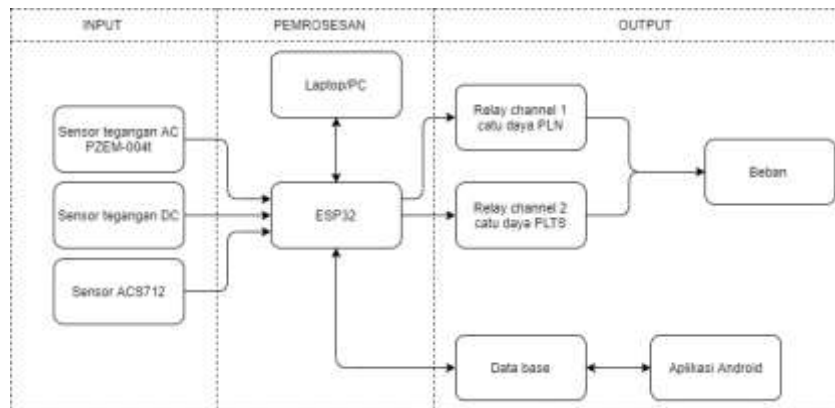 INPUT
PEMROSESAN
OUTPUT
Laptop/PC
Sensor tegangan AC
PZEM-004t
Sensor tegangan DC
Sensor ACS712
ESP32
Relay channel 1
catu daya PLN
Relay channel 2
catu daya PLTS
Beban
Data base
Aplikasi Android